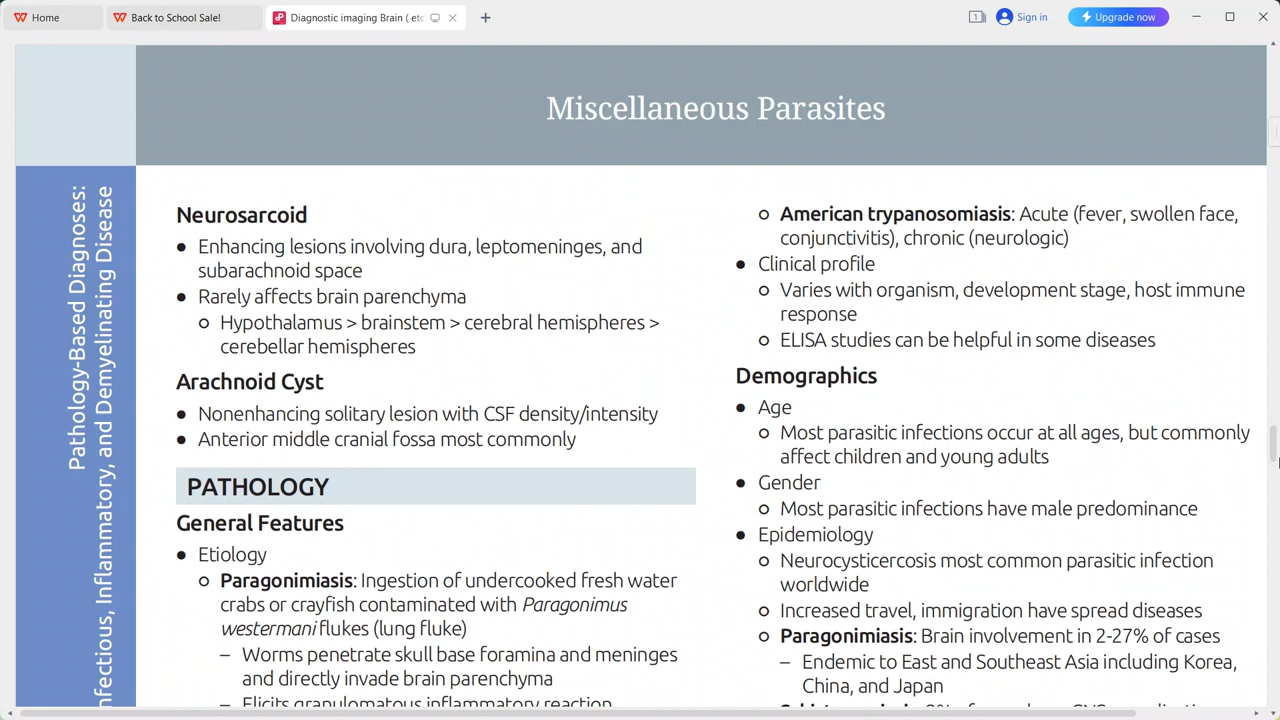 Home
Back to School Sale!
Diagnostic imaging Brain ( etc
1
Sign in
Upgrade now
Miscellaneous Parasites
Pathology-Based Diagnoses:
nfectious, Inflammatory, and Demyelinating Disease
Neurosarcoid
● Enhancing lesions involving dura, leptomeninges, and
subarachnoid space
● Rarely affects brain parenchyma
○ Hypothalamus > brainstem > cerebral hemispheres >
cerebellar hemispheres
Arachnoid Cyst
● Nonenhancing solitary lesion with CSF density/intensity
● Anterior middle cranial fossa most commonly
PATHOLOGY
General Features
● Etiology
○ Paragonimiasis: Ingestion of undercooked fresh water
crabs or crayfish contaminated with Paragonimus
westermani flukes (lung fluke)
– Worms penetrate skull base foramina and meninges
and directly invade brain parenchyma
– Elicits granulomatous inflammatory reaction
○ American trypanosomiasis: Acute (fever, swollen face,
conjunctivitis), chronic (neurologic)
● Clinical profile
○ Varies with organism, development stage, host immune
response
○ ELISA studies can be helpful in some diseases
Demographics
● Age
○ Most parasitic infections occur at all ages, but commonly
affect children and young adults
● Gender
○ Most parasitic infections have male predominance
● Epidemiology
○ Neurocysticercosis most common parasitic infection
worldwide
○ Increased travel, immigration have spread diseases
○ Paragonimiasis: Brain involvement in 2-27% of cases
– Endemic to East and Southeast Asia including Korea,
China, and Japan